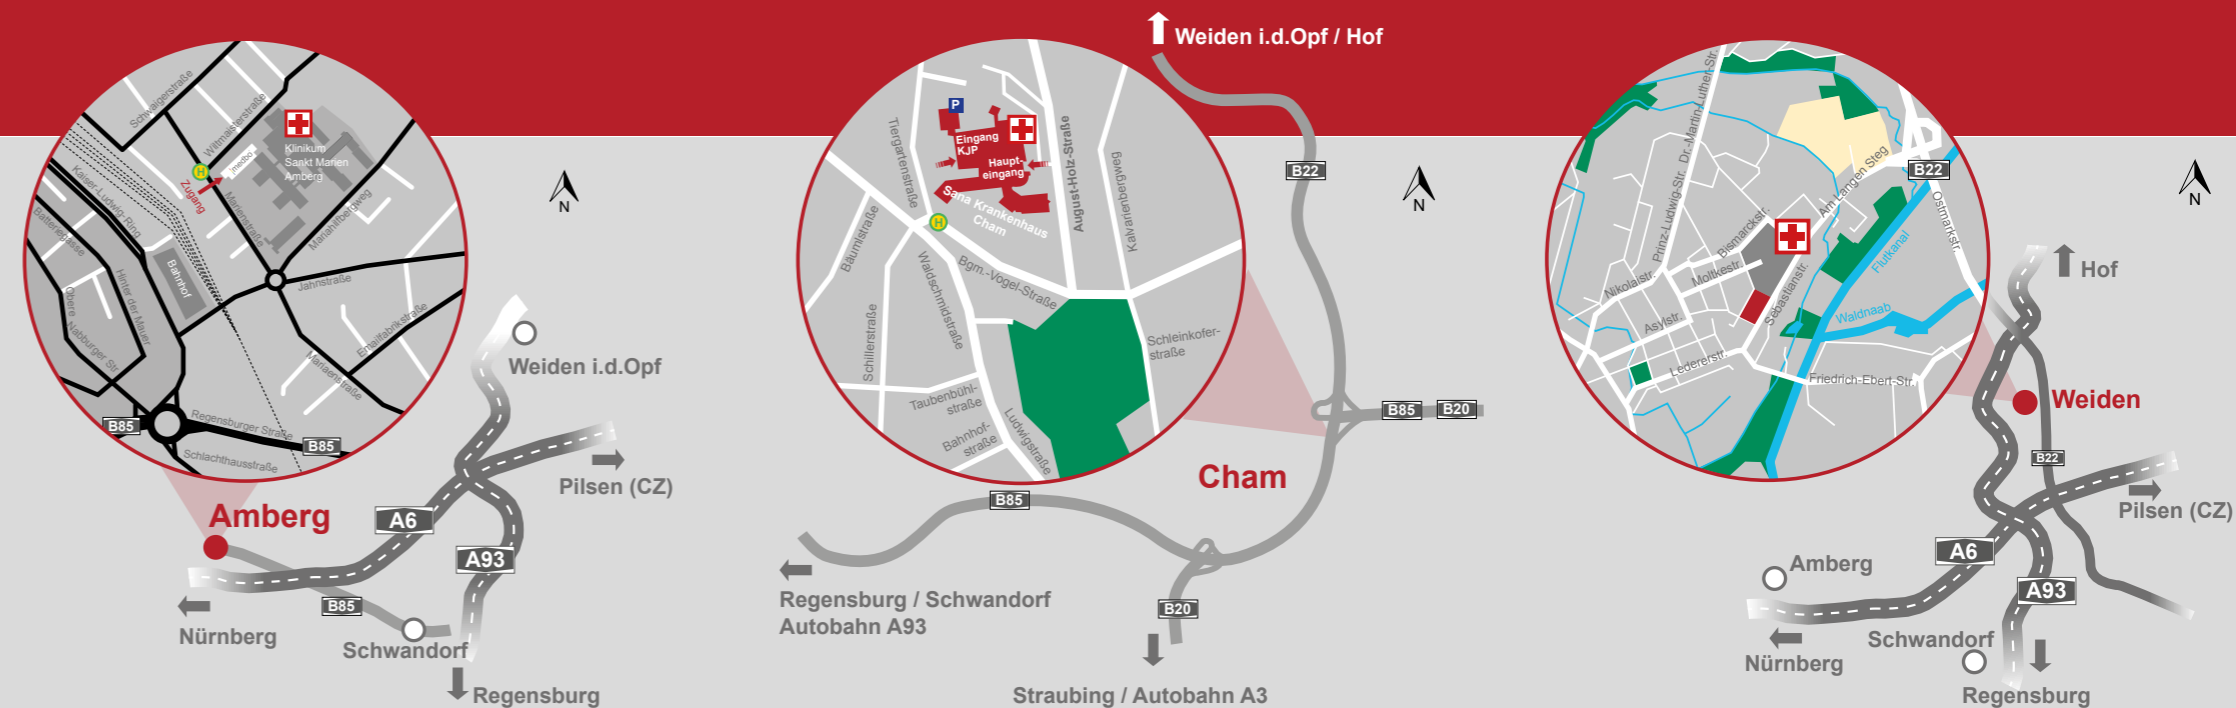 Schwaigerstraße
Wiltmaisterstraße
Klinikum
Sankt Marien
Amberg
medbo
H
Zugang
Kaiser-Ludwig-Ring
Batteriegasse
Marienstraße
Mariahilfbergweg
Bahnhof
Hinter der Mauer
Obere
Nabburger Str.
Jahnstraße
Emailfabrikstraße
Mariaenstraße
B85
Regensburger Straße
B85
Schlachthausstraße
N
Weiden i.d.Opf
Pilsen (CZ)
Amberg
A6
A93
B85
Nürnberg
Schwandorf
Regensburg
Weiden i.d.Opf / Hof
P
Eingang
KJP
Haupt-
eingang
Sana Krankenhaus
Cham
H
Tiergartenstraße
August-Holz-Straße
Kalvarienbergweg
Bäumlstraße
Waldschmidtstraße
Bgm.-Vogel-Straße
Schillerstraße
Schleinkofer-
straße
Taubenbühl-
straße
Bahnhof-
straße
Ludwigstraße
B22
N
B85
B20
Cham
B85
B20
Regensburg / Schwandorf
Autobahn A93
Straubing / Autobahn A3
Dr.-Martin-Luther-Str.
Prinz-Ludwig-Str.
Am Langen Steg
B22
Ostmarkstr.
Bismarckstr.
Moltkestr.
Nikolaistr.
Sebastianstr.
Flutkanal
Waldnaab
Asylstr.
Ledererstr.
Friedrich-Ebert-Str.
N
Hof
Weiden
B22
Pilsen (CZ)
A6
A93
Amberg
Nürnberg
Schwandorf
Regensburg